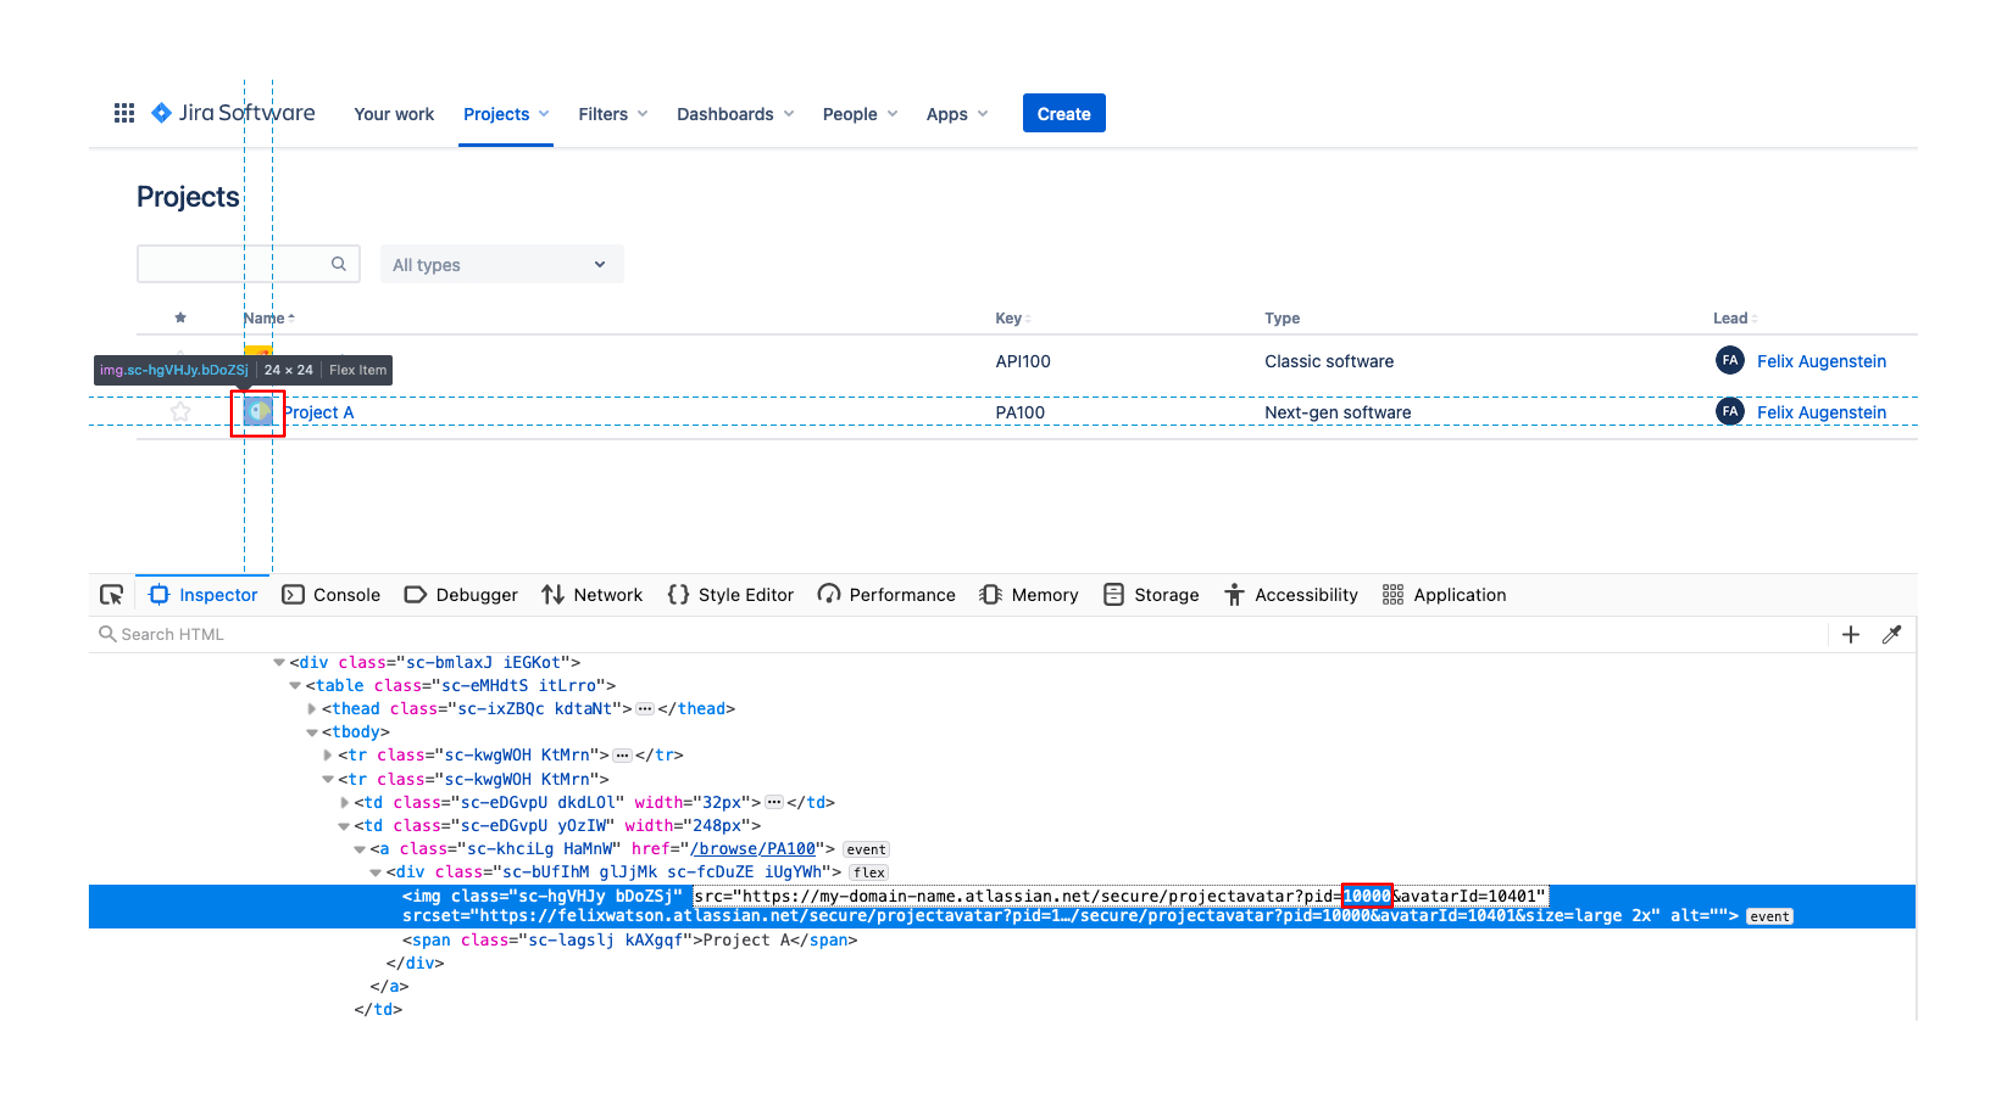 Jira Software Your work Projects Filters Dashboards People Apps Create
Projects
All types
Name Key Type Lead
API100 Classic software FA Felix Augenstein
img.sc-hgVHJy.bDoZSj 24 × 24 Flex Item
Project A PA100 Next-gen software FA Felix Augenstein
Inspector Console Debugger Network {} Style Editor Performance Memory Storage Accessibility Application
Search HTML
<div class="sc-bmlaxJ iEGKot">
<table class="sc-eMHdtS itLrro">
<thead class="sc-ixZBQc kdtaNt">…</thead>
<tbody>
<tr class="sc-kwgWOH KtMrn">…</tr>
<tr class="sc-kwgWOH KtMrn">
<td class="sc-eDGvpU dkdLOl" width="32px">…</td>
<td class="sc-eDGvpU yOzIW" width="248px">
<a class="sc-khciLg HaMnW" href="/browse/PA100"> event
<div class="sc-bUfIhM glJjMk sc-fcDuZE iUgYWh"> flex
<img class="sc-hgVHJy bDoZSj" src="https://my-domain-name.atlassian.net/secure/projectavatar?pid=10000&avatarId=10401"
srcset="https://felixwatson.atlassian.net/secure/projectavatar?pid=1…/secure/projectavatar?pid=10000&avatarId=10401&size=large 2x" alt=""> event
<span class="sc-lagslj kAXgqf">Project A</span>
</div>
</a>
</td>